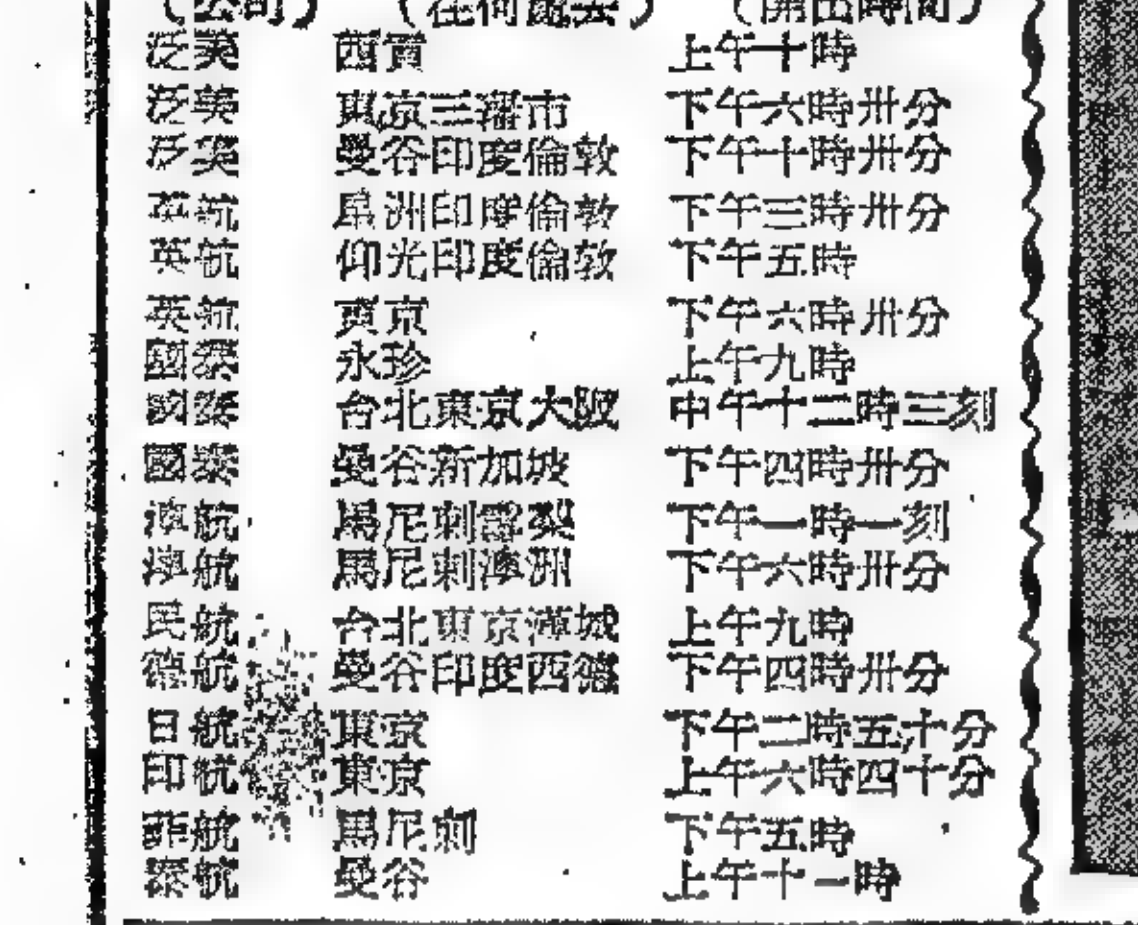 （公司） （往何處去） （開出時間）
泛美 西貢 上午十時
泛美 東京三藩市 下午六時卅分
泛美 曼谷印度倫敦 下午十時卅分
英航 星洲印度倫敦 下午三時卅分
英航 仰光印度倫敦 下午五時
英航 東京 下午六時卅分
國泰 永珍 上午九時
國泰 台北東京大阪 中午十二時三刻
國泰 曼谷新加坡 下午四時卅分
澳航 馬尼剌雪梨 下午一時一刻
澳航 馬尼剌澳洲 下午六時卅分
民航 台北東京漢城 上午九時
德航 曼谷印度西德 下午四時卅分
日航 東京 下午二時五十分
印航 東京 上午六時四十分
菲航 馬尼剌 下午五時
泰航 曼谷 上午十一時